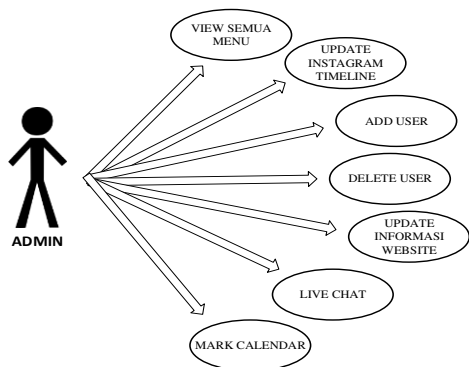 VIEW SEMUA
MENU
UPDATE
INSTAGRAM
TIMELINE
ADD USER
DELETE USER
UPDATE
INFORMASI
WEBSITE
LIVE CHAT
MARK CALENDAR
ADMIN